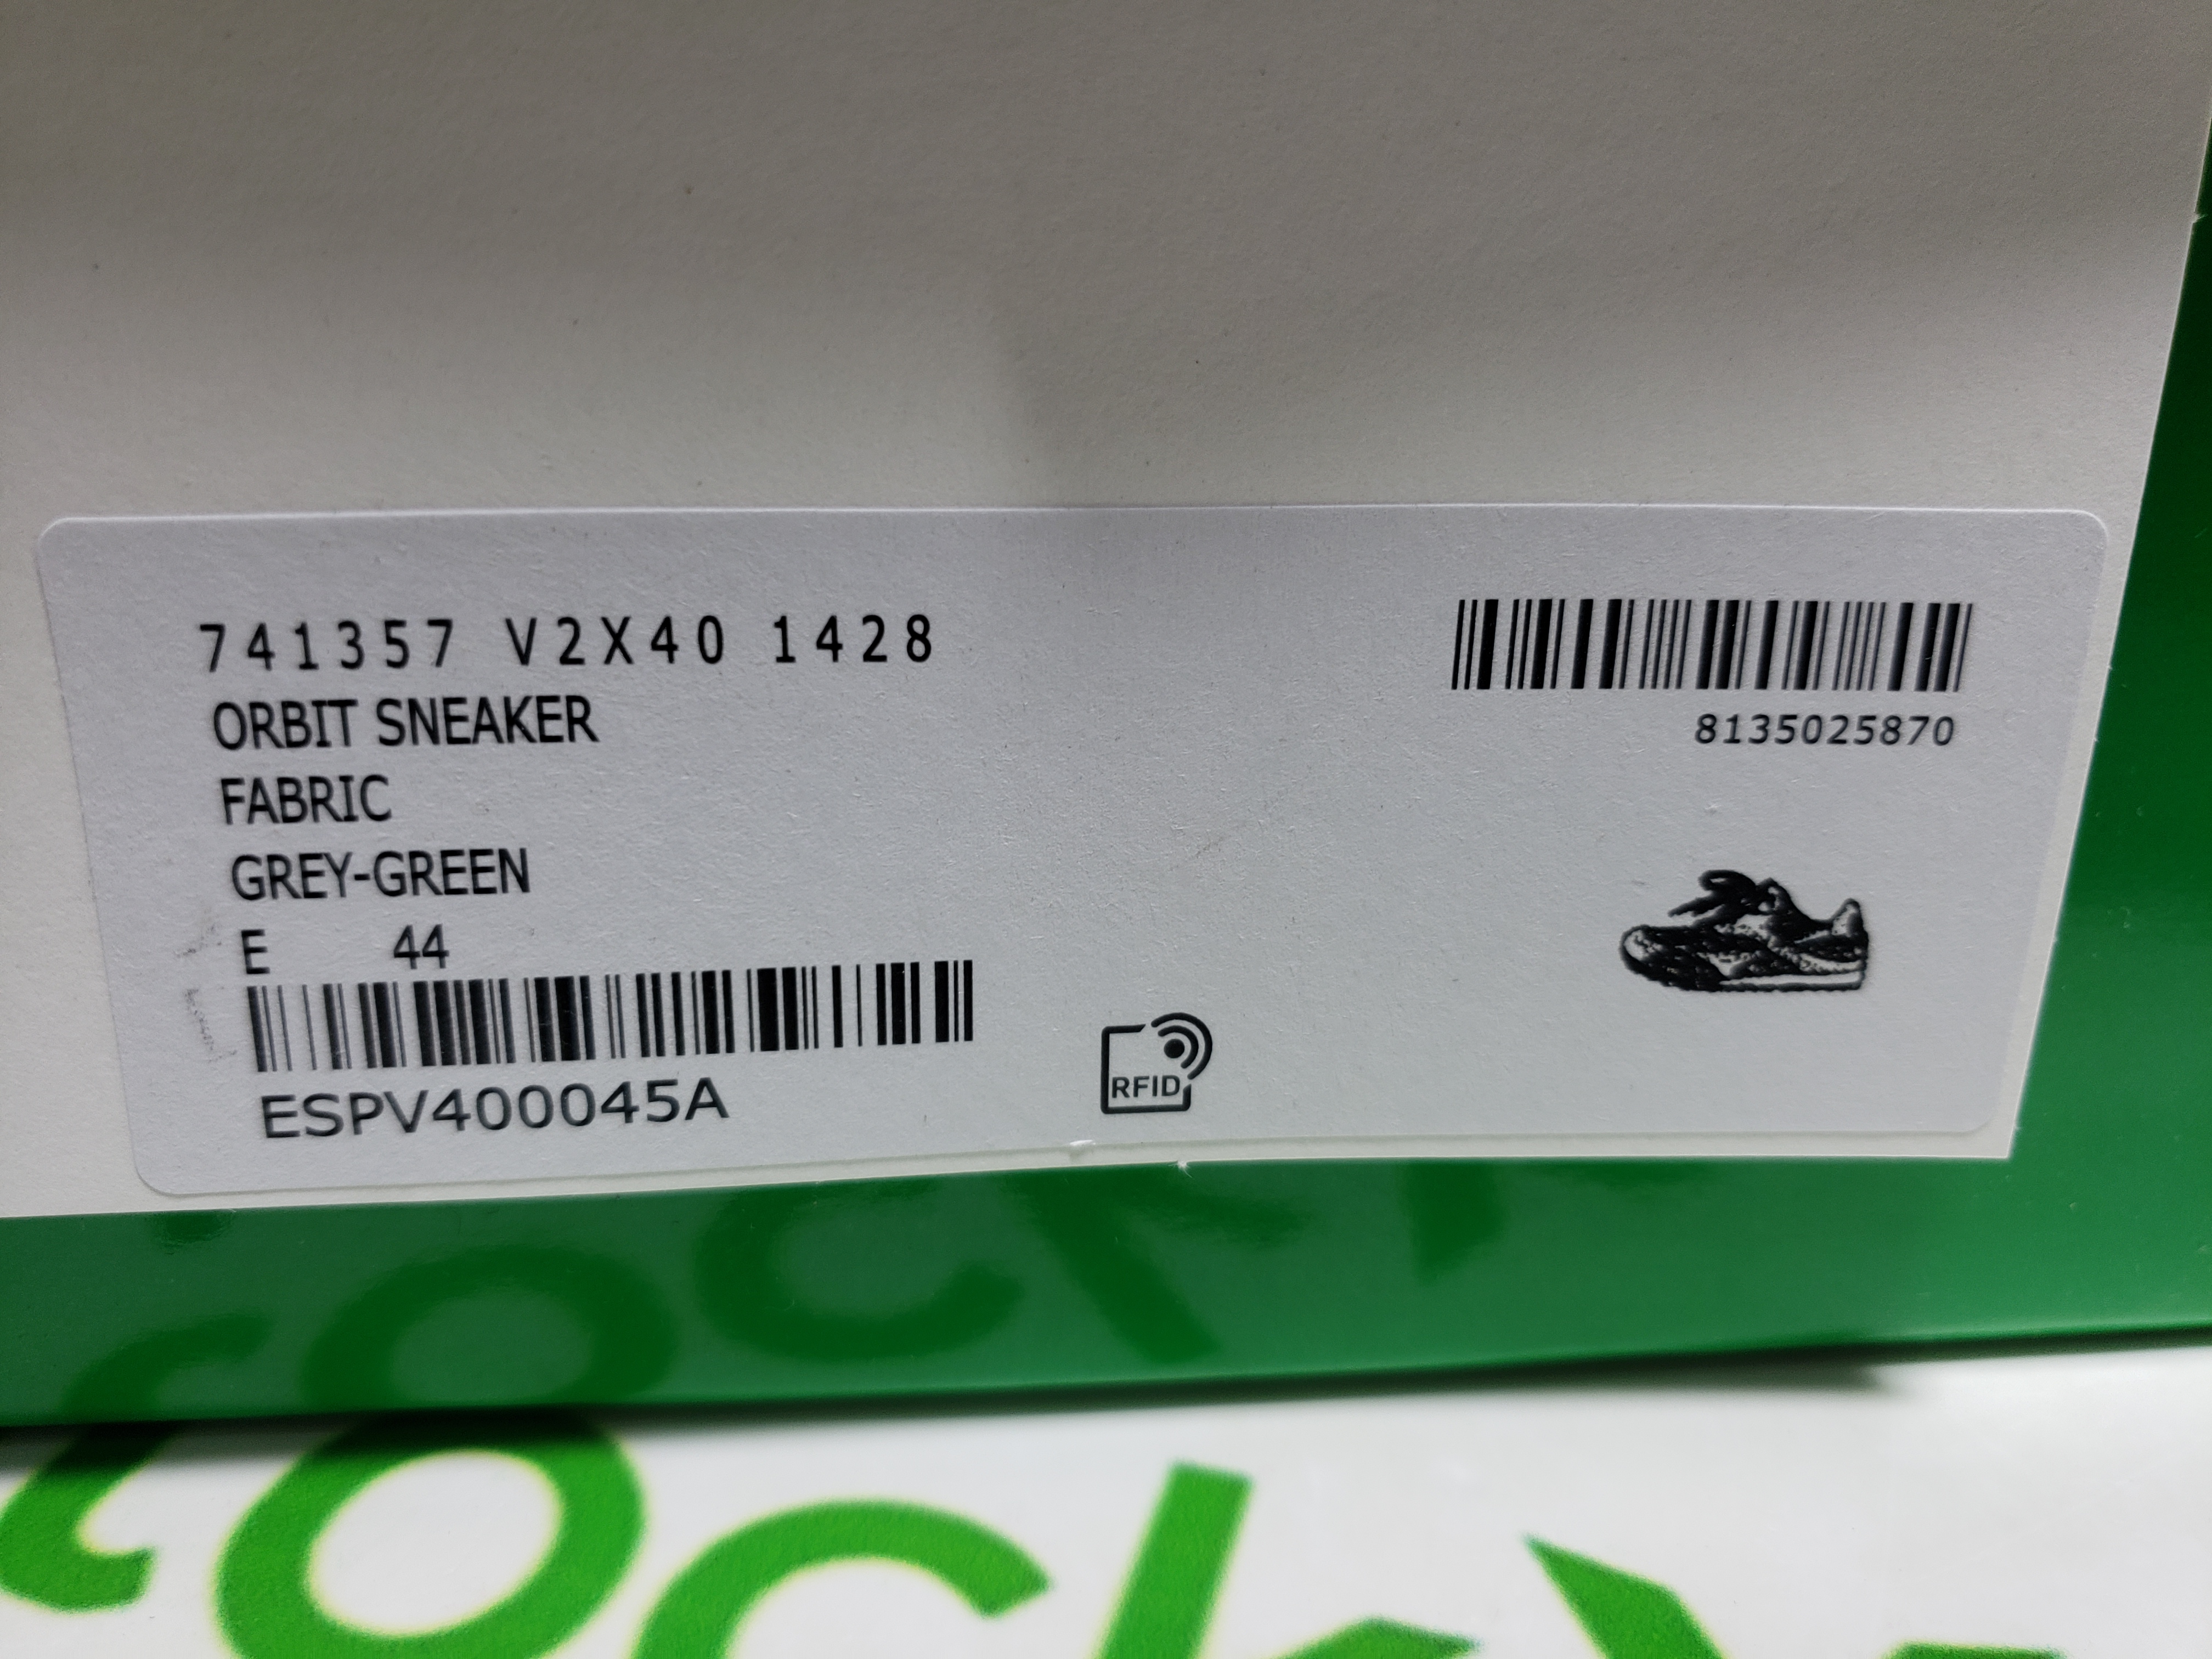 741357 V2X40 1428
ORBIT SNEAKER
FABRIC
GREY-GREEN
E 44
ESPV400045A
8135025870
RFID